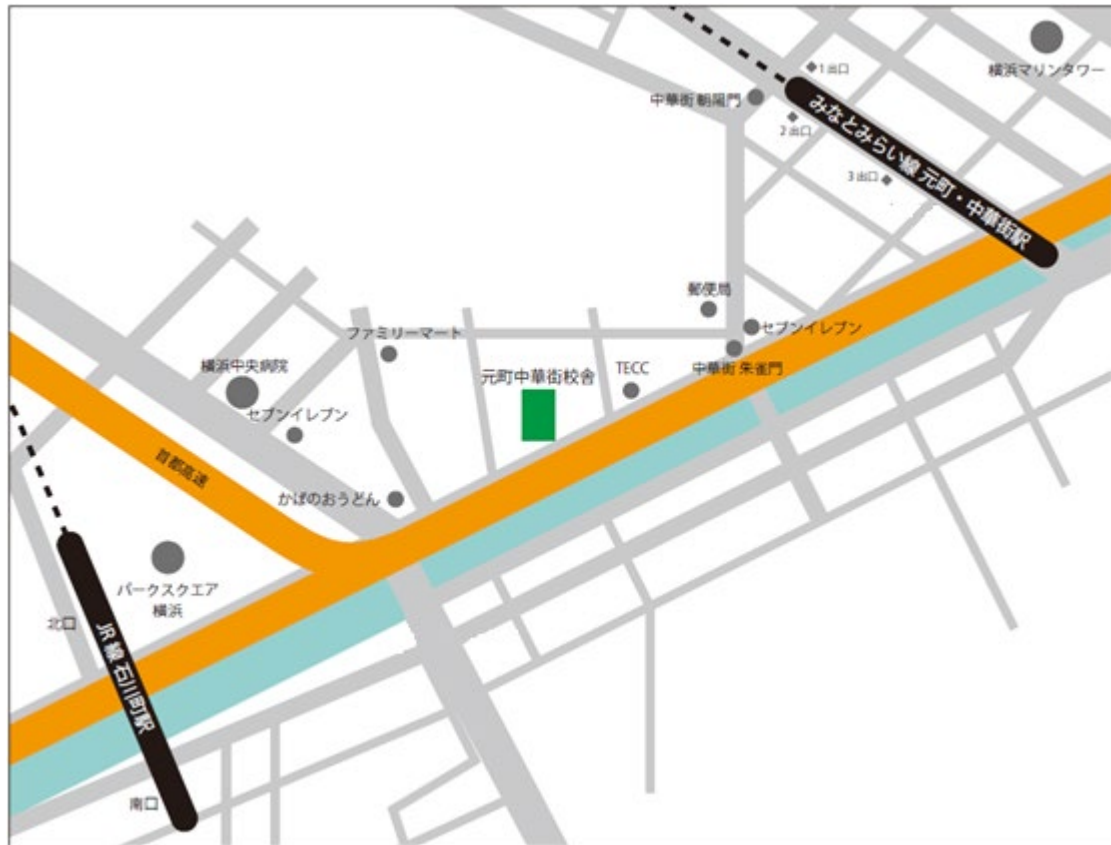 1出口
横浜マリンタワー
中華街 朝陽門
2出口
みなとみらい線 元町・中華街駅
3出口
郵便局
セブンイレブン
ファミリーマート
横浜中央病院
元町中華街校舎
TECC
中華街 朱雀門
セブンイレブン
首都高速
かばのおうどん
パークスクエア
横浜
北口
JR線 石川町駅
南口